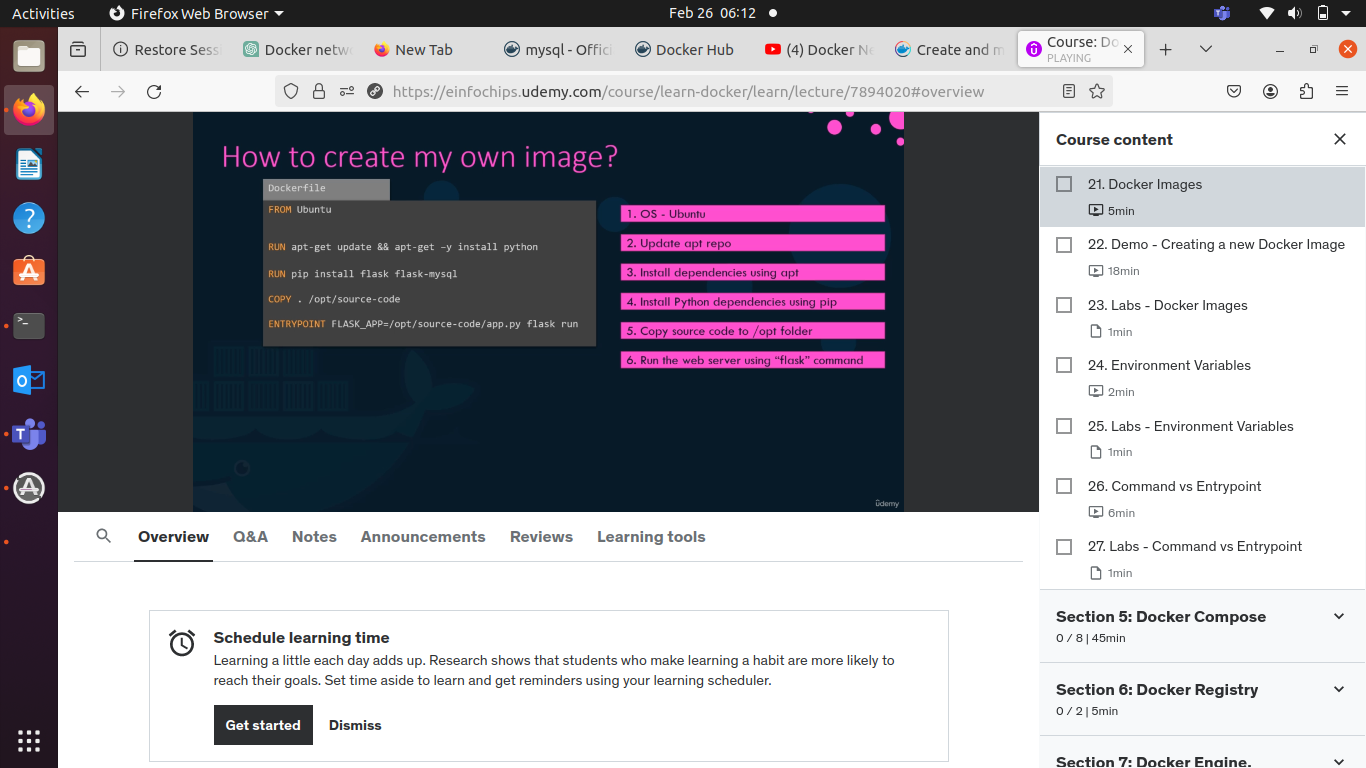 Activities
Firefox Web Browser
Feb 26 06:12
Restore Sess
Docker netw
New Tab
mysql - Offici
Docker Hub
(4) Docker Ne
Create and m
Course: Do
PLAYING
https://einfochips.udemy.com/course/learn-docker/learn/lecture/7894020#overview
How to create my own image?
Dockerfile
FROM Ubuntu
RUN apt-get update && apt-get –y install python
RUN pip install flask flask-mysql
COPY . /opt/source-code
ENTRYPOINT FLASK_APP=/opt/source-code/app.py flask run
1. OS - Ubuntu
2. Update apt repo
3. Install dependencies using apt
4. Install Python dependencies using pip
5. Copy source code to /opt folder
6. Run the web server using “flask” command
ûdemy
Overview
Q&A
Notes
Announcements
Reviews
Learning tools
Schedule learning time
Learning a little each day adds up. Research shows that students who make learning a habit are more likely to
reach their goals. Set time aside to learn and get reminders using your learning scheduler.
Get started
Dismiss
Course content
21. Docker Images
5min
22. Demo - Creating a new Docker Image
18min
23. Labs - Docker Images
1min
24. Environment Variables
2min
25. Labs - Environment Variables
1min
26. Command vs Entrypoint
6min
27. Labs - Command vs Entrypoint
1min
Section 5: Docker Compose
0 / 8 | 45min
Section 6: Docker Registry
0 / 2 | 5min
Section 7: Docker Engine,